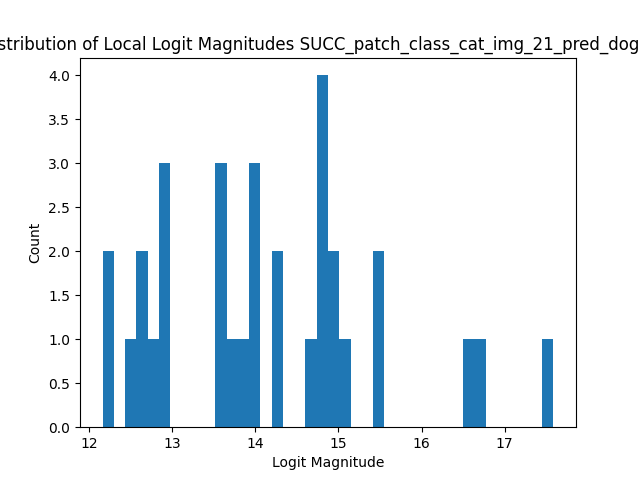 stribution of Local Logit Magnitudes SUCC_patch_class_cat_img_21_pred_dog
4.0
3.5
3.0
2.5
2.0
1.5
1.0
0.5
0.0
Count
12 13 14 15 16 17
Logit Magnitude